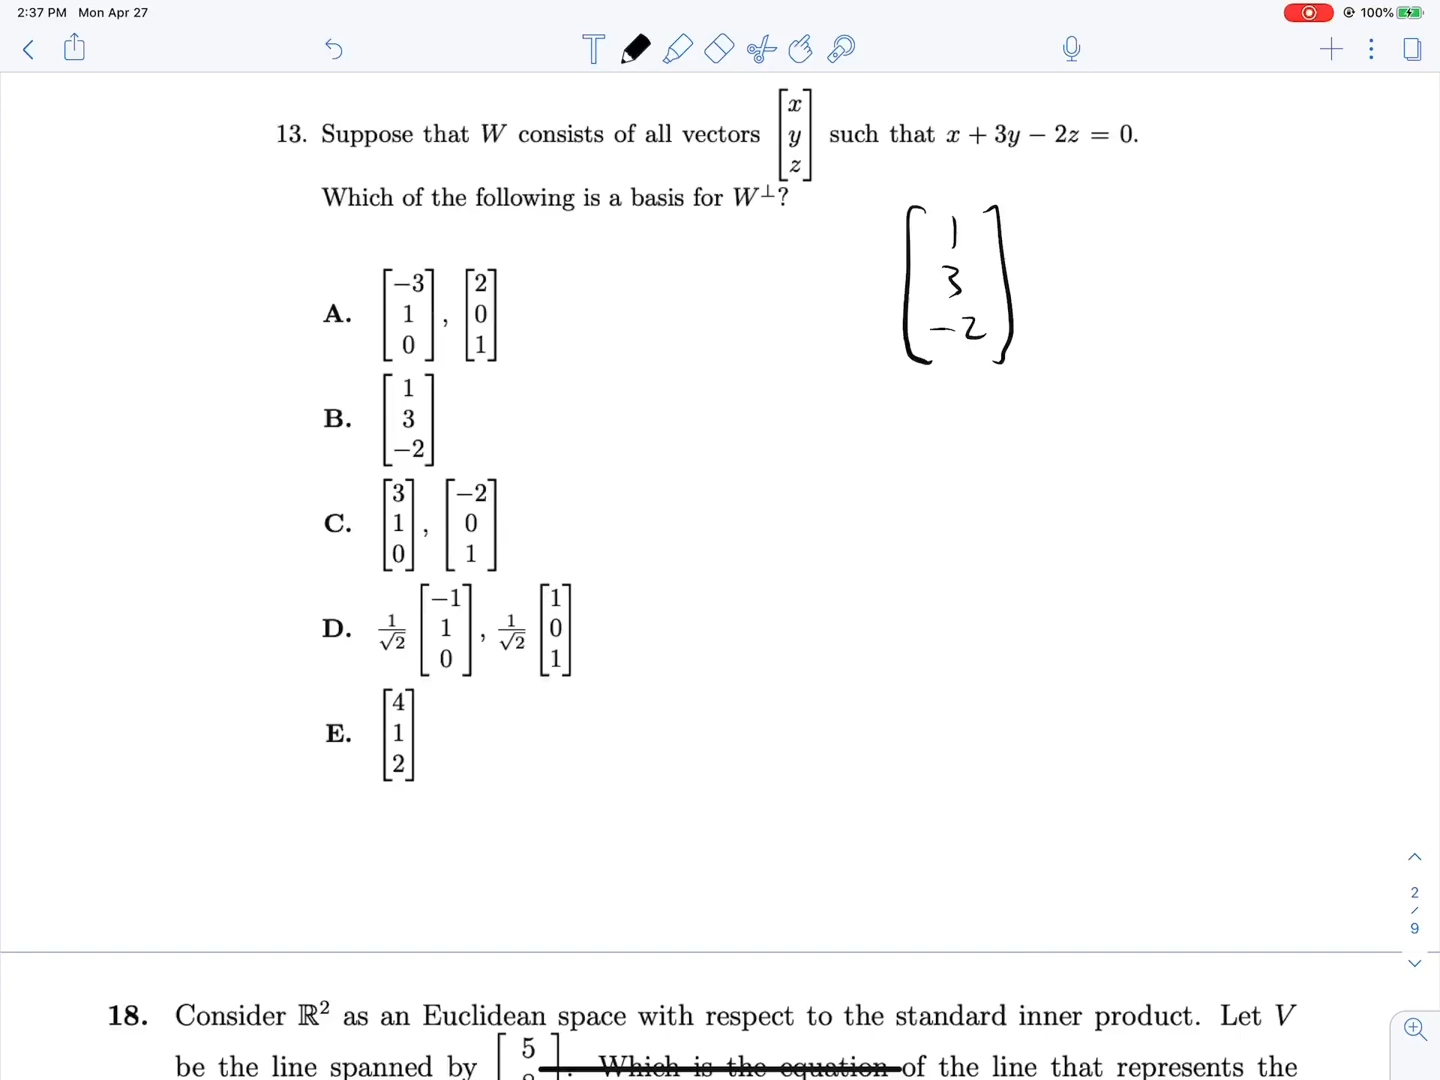 2:37 PM Mon Apr 27
100%
13. Suppose that W consists of all vectors [x y z] such that x + 3y − 2z = 0.
Which of the following is a basis for W⊥?
[1 3 -2]
A. [−3 1 0], [2 0 1]
B. [1 3 −2]
C. [3 1 0], [−2 0 1]
D. 1/√2 [−1 1 0], 1/√2 [1 0 1]
E. [4 1 2]
2
/
9
18. Consider ℝ² as an Euclidean space with respect to the standard inner product. Let V
be the line spanned by [5 . Which is the equation of the line that represents the